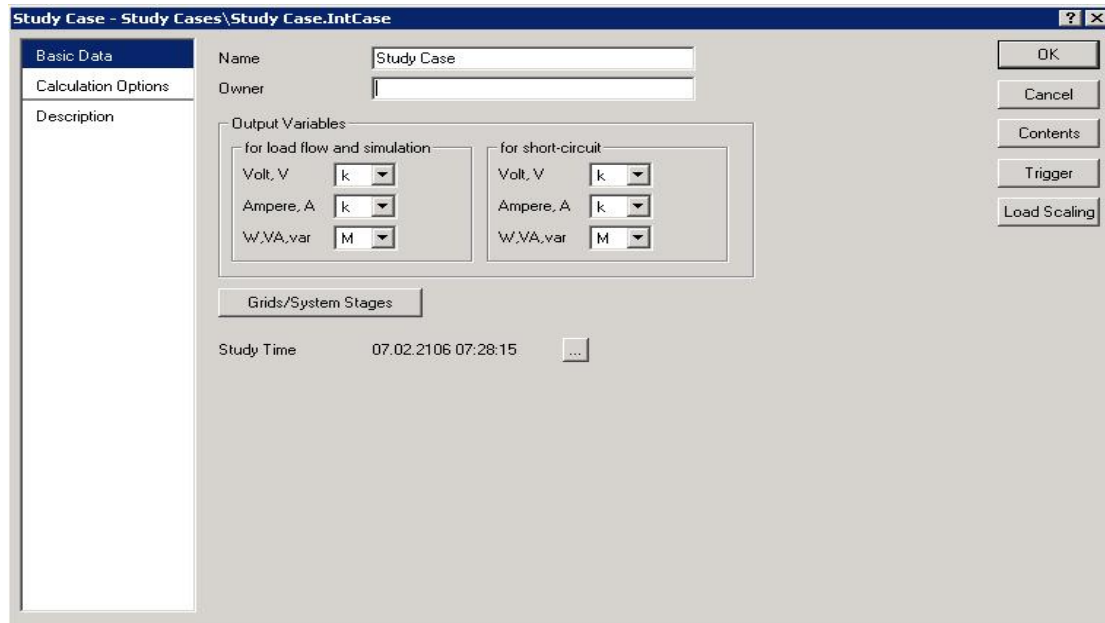 Study Case - Study Cases\Study Case.IntCase
Basic Data
Calculation Options
Description
Name Study Case
Owner
Output Variables
for load flow and simulation
Volt, V k
Ampere, A k
W,VA,var M
for short-circuit
Volt, V k
Ampere, A k
W,VA,var M
Grids/System Stages
Study Time 07.02.2106 07:28:15 ...
OK
Cancel
Contents
Trigger
Load Scaling